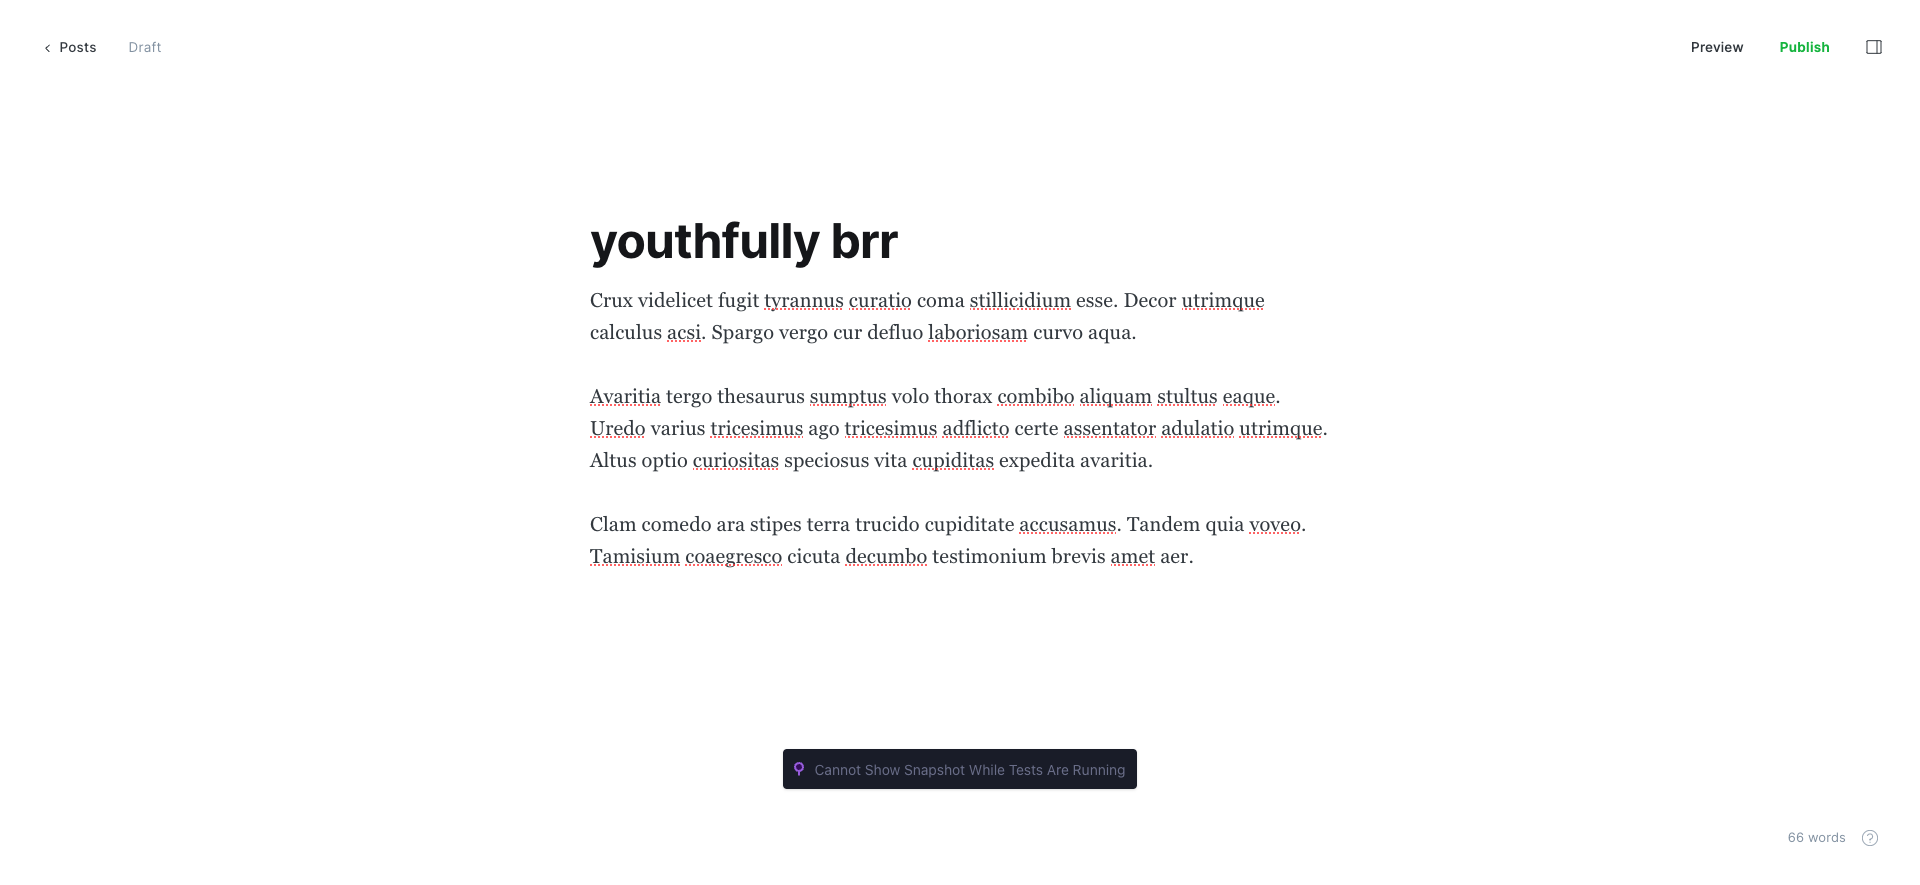 Posts Draft Preview Publish
youthfully brr
Crux videlicet fugit tyrannus curatio coma stillicidium esse. Decor utrimque
calculus acsi. Spargo vergo cur defluo laboriosam curvo aqua.
Avaritia tergo thesaurus sumptus volo thorax combibo aliquam stultus eaque.
Uredo varius tricesimus ago tricesimus adflicto certe assentator adulatio utrimque.
Altus optio curiositas speciosus vita cupiditas expedita avaritia.
Clam comedo ara stipes terra trucido cupiditate accusamus. Tandem quia voveo.
Tamisium coaegresco cicuta decumbo testimonium brevis amet aer.
Cannot Show Snapshot While Tests Are Running
66 words